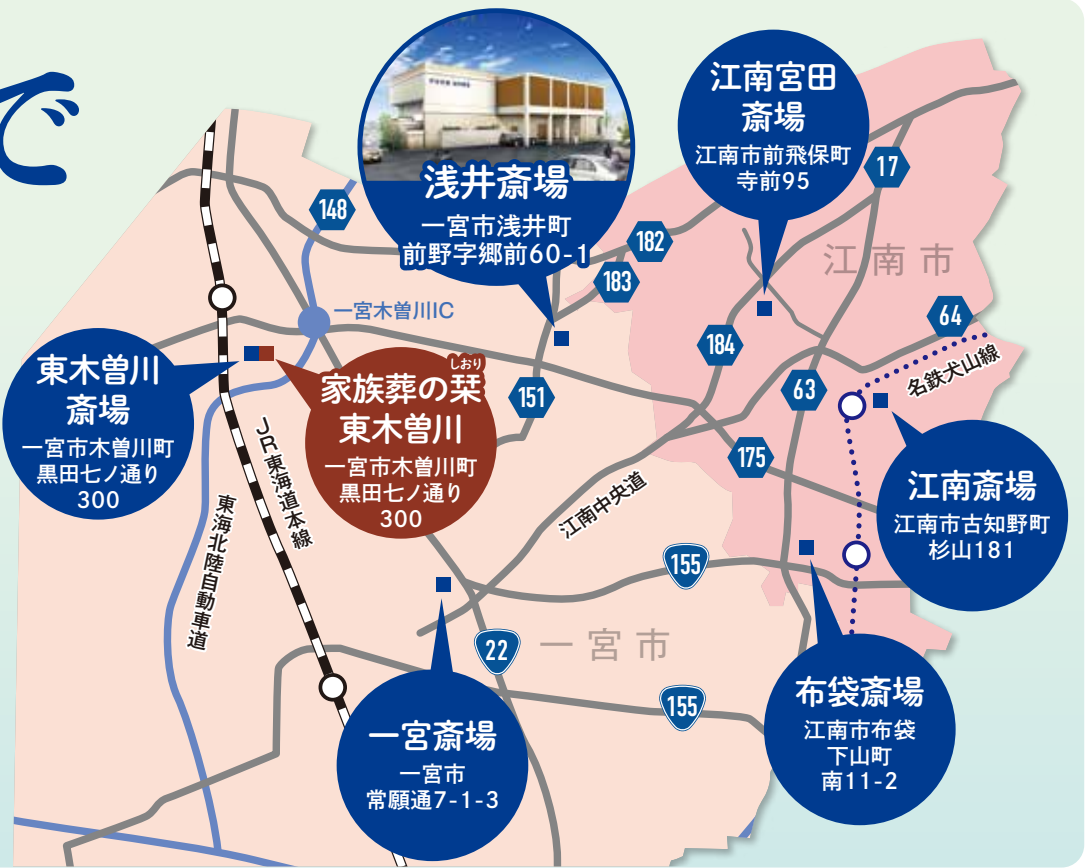 で
浅井斎場
一宮市浅井町
前野字郷前60-1
江南宮田
斎場
江南市前飛保町
寺前95
17
148
182
183
江南市
一宮木曽川IC
64
184
名鉄犬山線
東木曽川
斎場
一宮市木曽川町
黒田七ノ通り
300
しおり
家族葬の栞
東木曽川
一宮市木曽川町
黒田七ノ通り
300
151
63
175
JR東海道本線
東海北陸自動車道
江南中央道
江南斎場
江南市古知野町
杉山181
155
22
一宮市
155
一宮斎場
一宮市
常願通7-1-3
布袋斎場
江南市布袋
下山町
南11-2